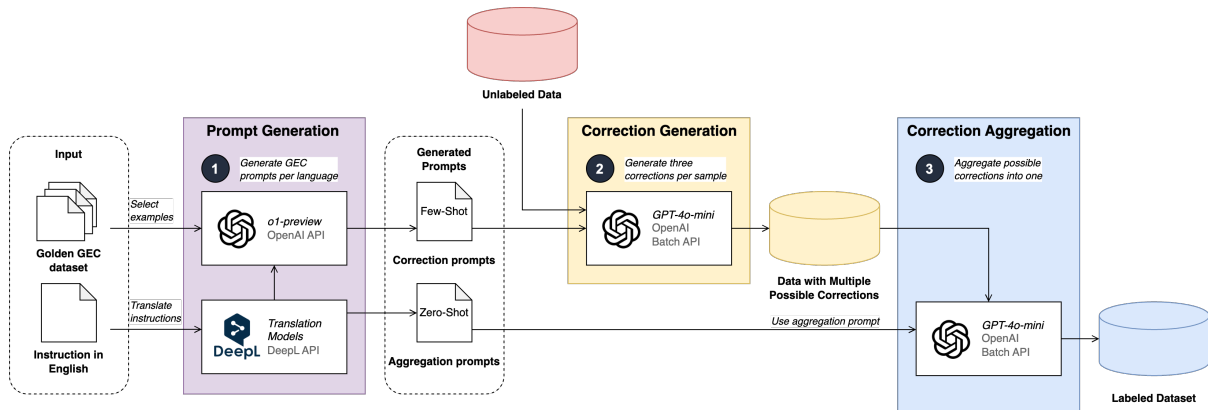 Unlabeled Data
Input
Golden GEC
dataset
Instruction in
English
Select
examples
Translate
instructions
Prompt Generation
1
Generate GEC
prompts per language
o1-preview
OpenAI API
DeepL
Translation
Models
DeepL API
Generated
Prompts
Few-Shot
Correction prompts
Zero-Shot
Aggregation prompts
Correction Generation
2
Generate three
corrections per sample
GPT-4o-mini
OpenAI
Batch API
Data with Multiple
Possible Corrections
Use aggregation prompt
Correction Aggregation
3
Aggregate possible
corrections into one
GPT-4o-mini
OpenAI
Batch API
Labeled Dataset